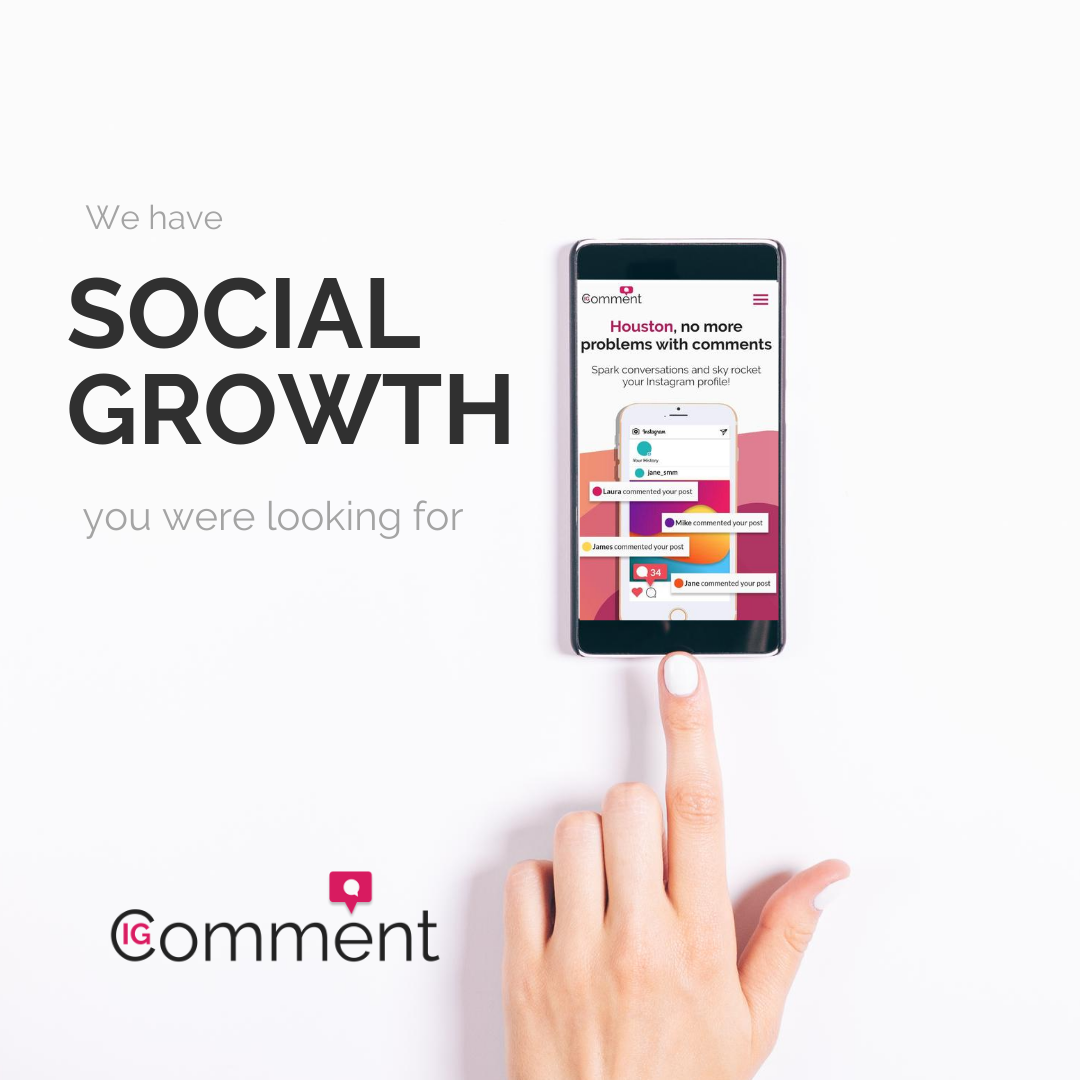 We have
SOCIAL
GROWTH
you were looking for
IG Comment
IG Comment
Houston, no more
problems with comments
Spark conversations and sky rocket
your Instagram profile!
Instagram
Your History
jane_smm
Laura commented your post
Mike commented your post
James commented your post
34
Jane commented your post